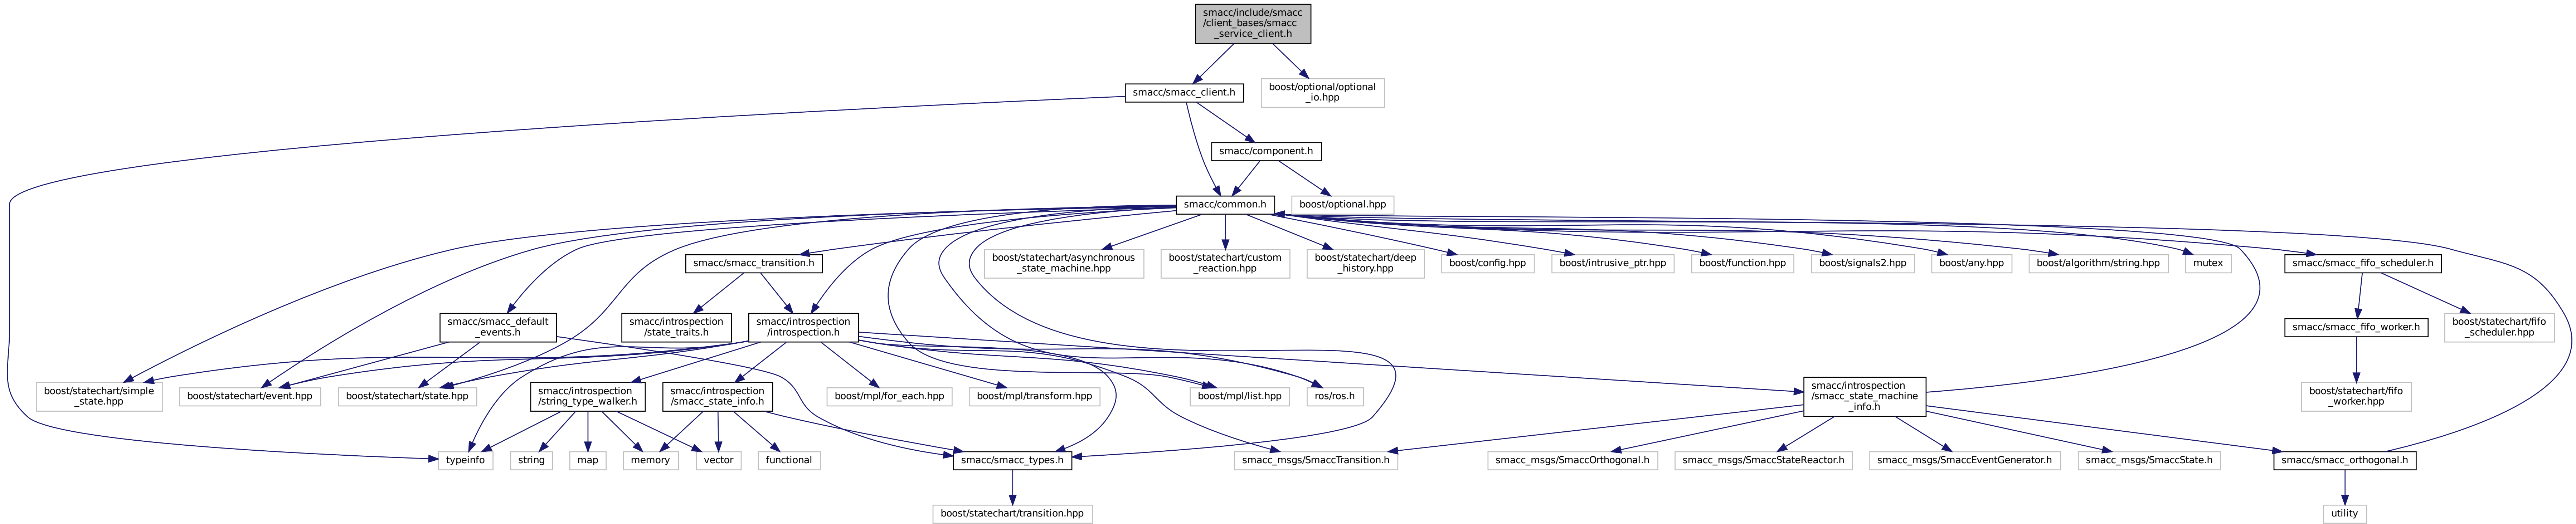 smacc/include/smacc
/client_bases/smacc
_service_client.h
smacc/smacc_client.h
boost/optional/optional
_io.hpp
smacc/component.h
smacc/common.h
boost/optional.hpp
smacc/smacc_transition.h
boost/statechart/asynchronous
_state_machine.hpp
boost/statechart/custom
_reaction.hpp
boost/statechart/deep
_history.hpp
boost/config.hpp
boost/intrusive_ptr.hpp
boost/function.hpp
boost/signals2.hpp
boost/any.hpp
boost/algorithm/string.hpp
mutex
smacc/smacc_fifo_scheduler.h
smacc/smacc_default
_events.h
smacc/introspection
/state_traits.h
smacc/introspection
/introspection.h
smacc/smacc_fifo_worker.h
boost/statechart/fifo
_scheduler.hpp
boost/statechart/simple
_state.hpp
boost/statechart/event.hpp
boost/statechart/state.hpp
smacc/introspection
/string_type_walker.h
smacc/introspection
/smacc_state_info.h
boost/mpl/for_each.hpp
boost/mpl/transform.hpp
boost/mpl/list.hpp
ros/ros.h
smacc/introspection
/smacc_state_machine
_info.h
boost/statechart/fifo
_worker.hpp
typeinfo
string
map
memory
vector
functional
smacc/smacc_types.h
smacc_msgs/SmaccTransition.h
smacc_msgs/SmaccOrthogonal.h
smacc_msgs/SmaccStateReactor.h
smacc_msgs/SmaccEventGenerator.h
smacc_msgs/SmaccState.h
smacc/smacc_orthogonal.h
boost/statechart/transition.hpp
utility